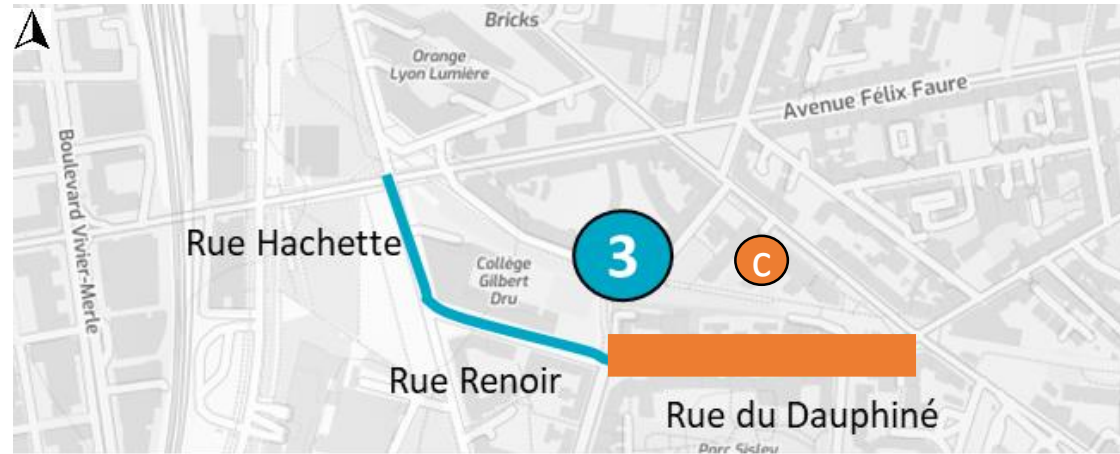 Bricks
Orange
Lyon Lumière
Avenue Félix Faure
Boulevard Vivier-Merle
Rue Hachette
3
C
Collège
Gilbert
Dru
Rue Renoir
Rue du Dauphiné
Parc Sisley